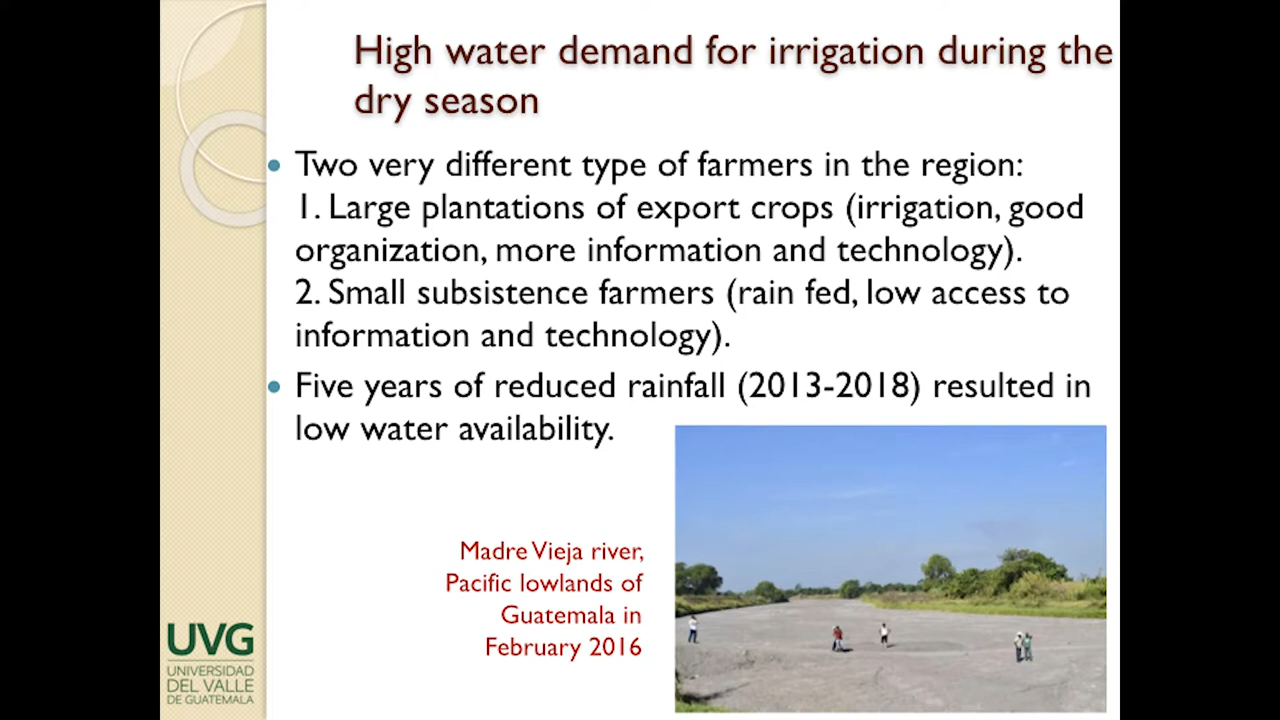 High water demand for irrigation during the
dry season
Two very different type of farmers in the region:
1. Large plantations of export crops (irrigation, good
organization, more information and technology).
2. Small subsistence farmers (rain fed, low access to
information and technology).
Five years of reduced rainfall (2013-2018) resulted in
low water availability.
Madre Vieja river,
Pacific lowlands of
Guatemala in
February 2016
UVG
UNIVERSIDAD
DEL VALLE
DE GUATEMALA